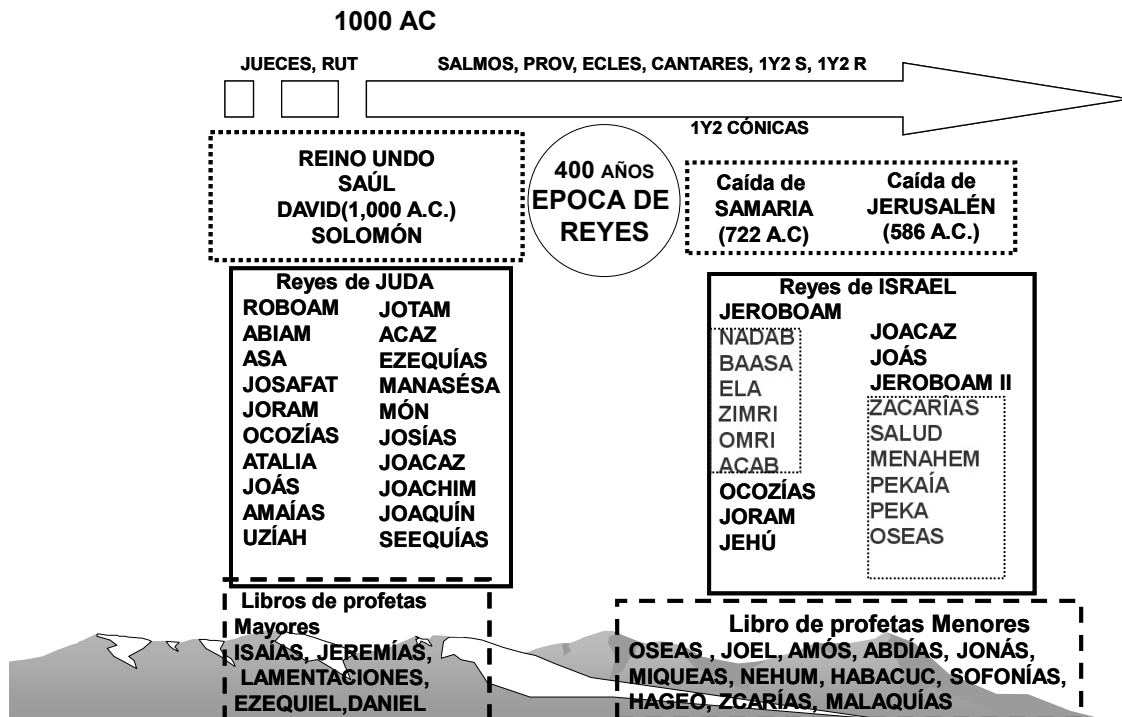 1000 AC
JUECES, RUT
SALMOS, PROV, ECLES, CANTARES, 1Y2 S, 1Y2 R
1Y2 CÓNICAS
REINO UNDO
SAÚL
DAVID(1,000 A.C.)
SOLOMÓN
400 AÑOS
EPOCA DE
REYES
Caída de
SAMARIA
(722 A.C)
Caída de
JERUSALÉN
(586 A.C.)
Reyes de JUDA
ROBOAM
ABIAM
ASA
JOSAFAT
JORAM
OCOZÍAS
ATALIA
JOÁS
AMAÍAS
UZÍAH
JOTAM
ACAZ
EZEQUÍAS
MANASÉSA
MÓN
JOSÍAS
JOACAZ
JOACHIM
JOAQUÍN
SEEQUÍAS
Reyes de ISRAEL
JEROBOAM
NADAB
BAASA
ELA
ZIMRI
OMRI
ACAB
OCOZÍAS
JORAM
JEHÚ
JOACAZ
JOÁS
JEROBOAM II
ZACARÍAS
SALUD
MENAHEM
PEKAÍA
PEKA
OSEAS
Libros de profetas
Mayores
ISAÍAS, JEREMÍAS,
LAMENTACIONES,
EZEQUIEL,DANIEL
Libro de profetas Menores
OSEAS , JOEL, AMÓS, ABDÍAS, JONÁS,
MIQUEAS, NEHUM, HABACUC, SOFONÍAS,
HAGEO, ZCARÍAS, MALAQUÍAS